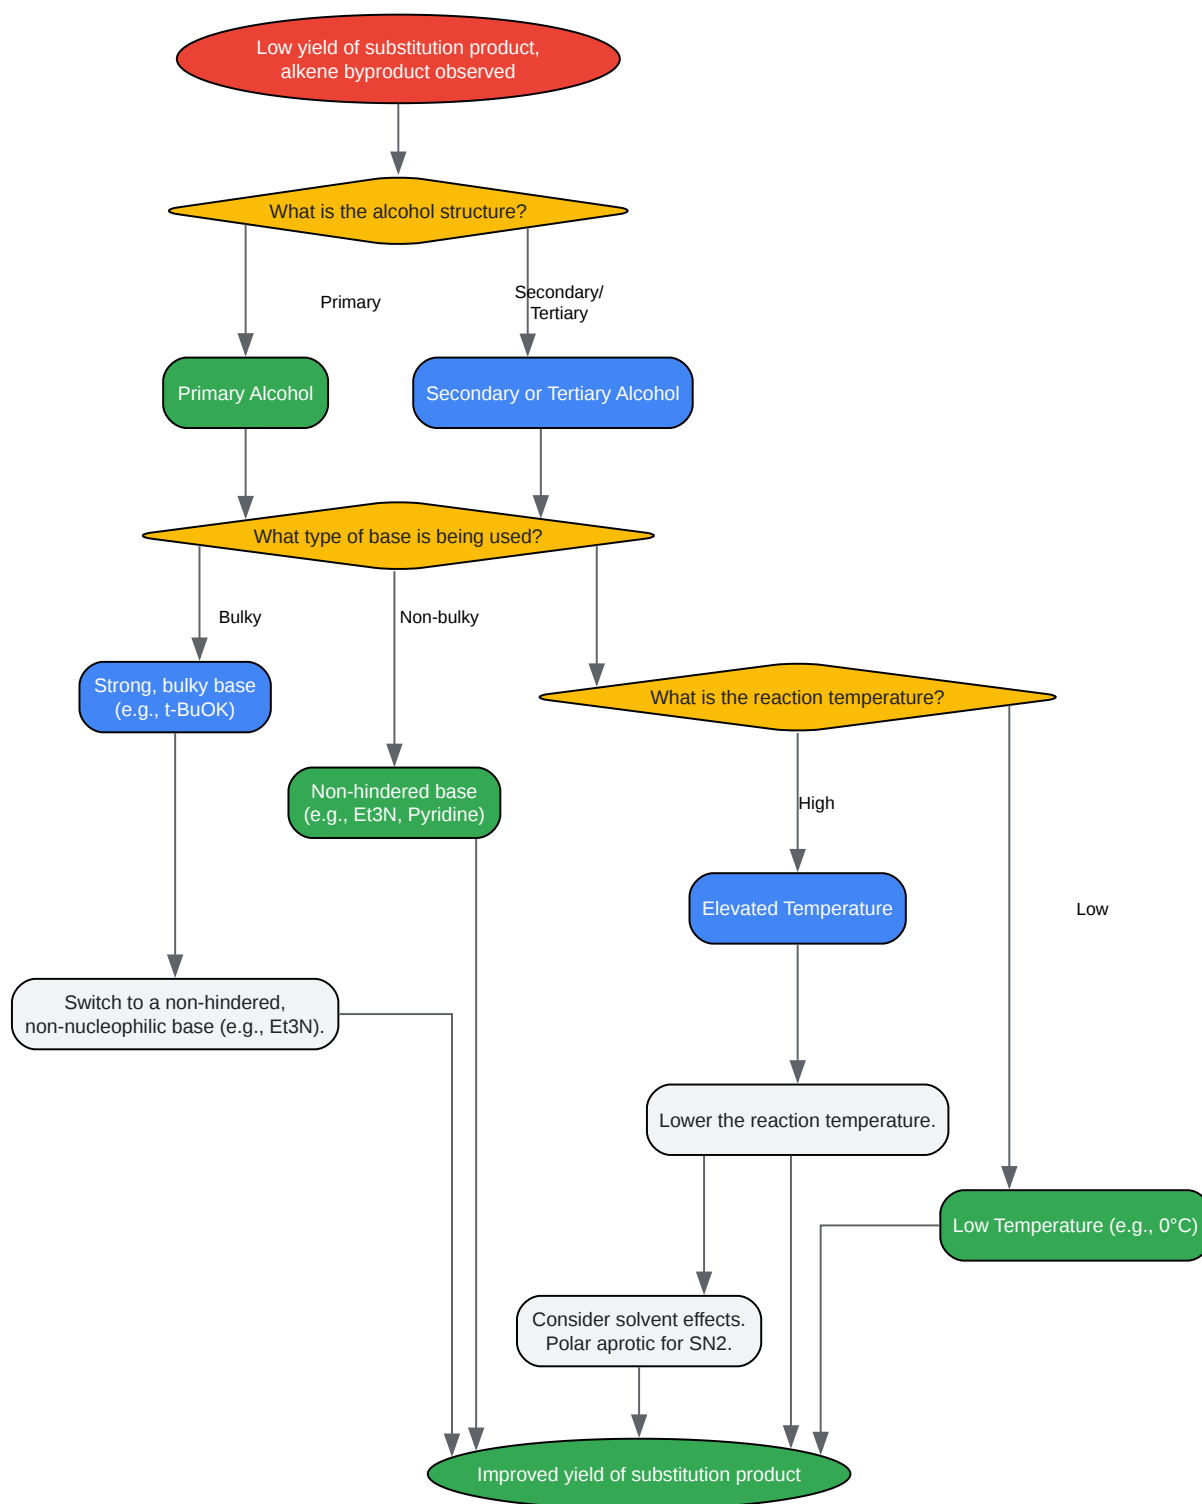 Low yield of substitution product,
alkene byproduct observed
What is the alcohol structure?
Primary
Secondary/
Tertiary
Primary Alcohol
Secondary or Tertiary Alcohol
What type of base is being used?
Bulky
Non-bulky
Strong, bulky base
(e.g., t-BuOK)
What is the reaction temperature?
Non-hindered base
(e.g., Et3N, Pyridine)
High
Elevated Temperature
Low
Switch to a non-hindered,
non-nucleophilic base (e.g., Et3N).
Lower the reaction temperature.
Low Temperature (e.g., 0°C)
Consider solvent effects.
Polar aprotic for SN2.
Improved yield of substitution product